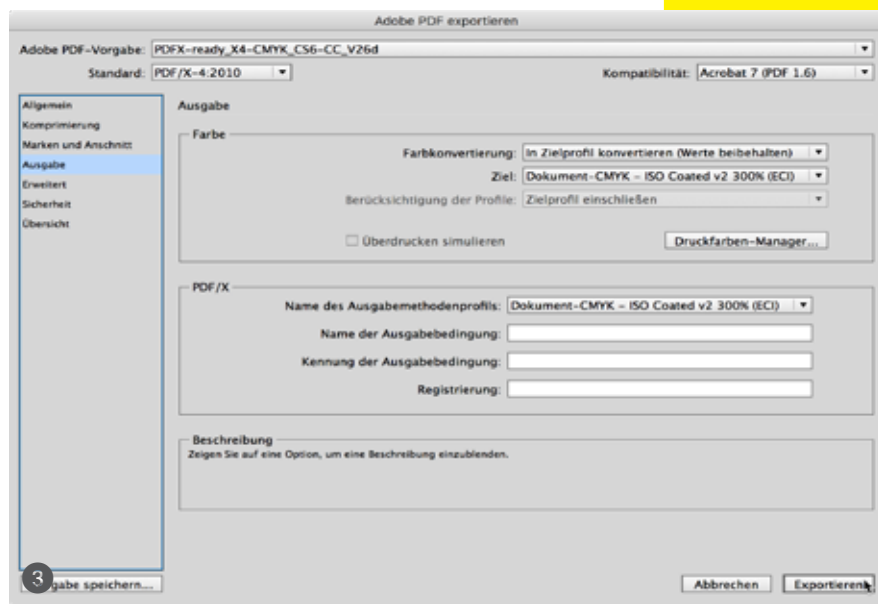 Adobe PDF exportieren
Adobe PDF-Vorgabe: PDFX-ready_X4-CMYK_CS6-CC_V26d
Standard: PDF/X-4:2010 Kompatibilität: Acrobat 7 (PDF 1.6)
Allgemein
Komprimierung
Marken und Anschnitt
Ausgabe
Erweitert
Sicherheit
Übersicht
Ausgabe
Farbe
Farbkonvertierung: In Zielprofil konvertieren (Werte beibehalten)
Ziel: Dokument-CMYK – ISO Coated v2 300% (ECI)
Berücksichtigung der Profile: Zielprofil einschließen
Überdrucken simulieren Druckfarben-Manager...
PDF/X
Name des Ausgabemethodenprofils: Dokument-CMYK – ISO Coated v2 300% (ECI)
Name der Ausgabebedingung:
Kennung der Ausgabebedingung:
Registrierung:
Beschreibung
Zeigen Sie auf eine Option, um eine Beschreibung einzublenden.
3 gabe speichern... Abbrechen Exportieren